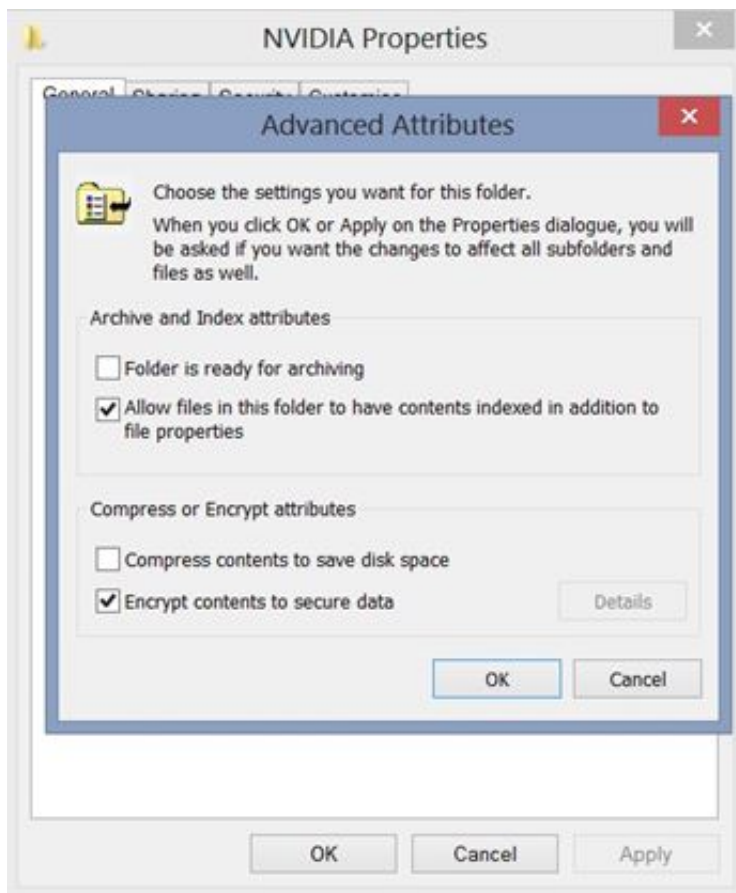 NVIDIA Properties
General Sharing Security Customise
Advanced Attributes
Choose the settings you want for this folder.
When you click OK or Apply on the Properties dialogue, you will
be asked if you want the changes to affect all subfolders and
files as well.
Archive and Index attributes
Folder is ready for archiving
Allow files in this folder to have contents indexed in addition to
file properties
Compress or Encrypt attributes
Compress contents to save disk space
Encrypt contents to secure data
Details
OK Cancel
OK Cancel Apply